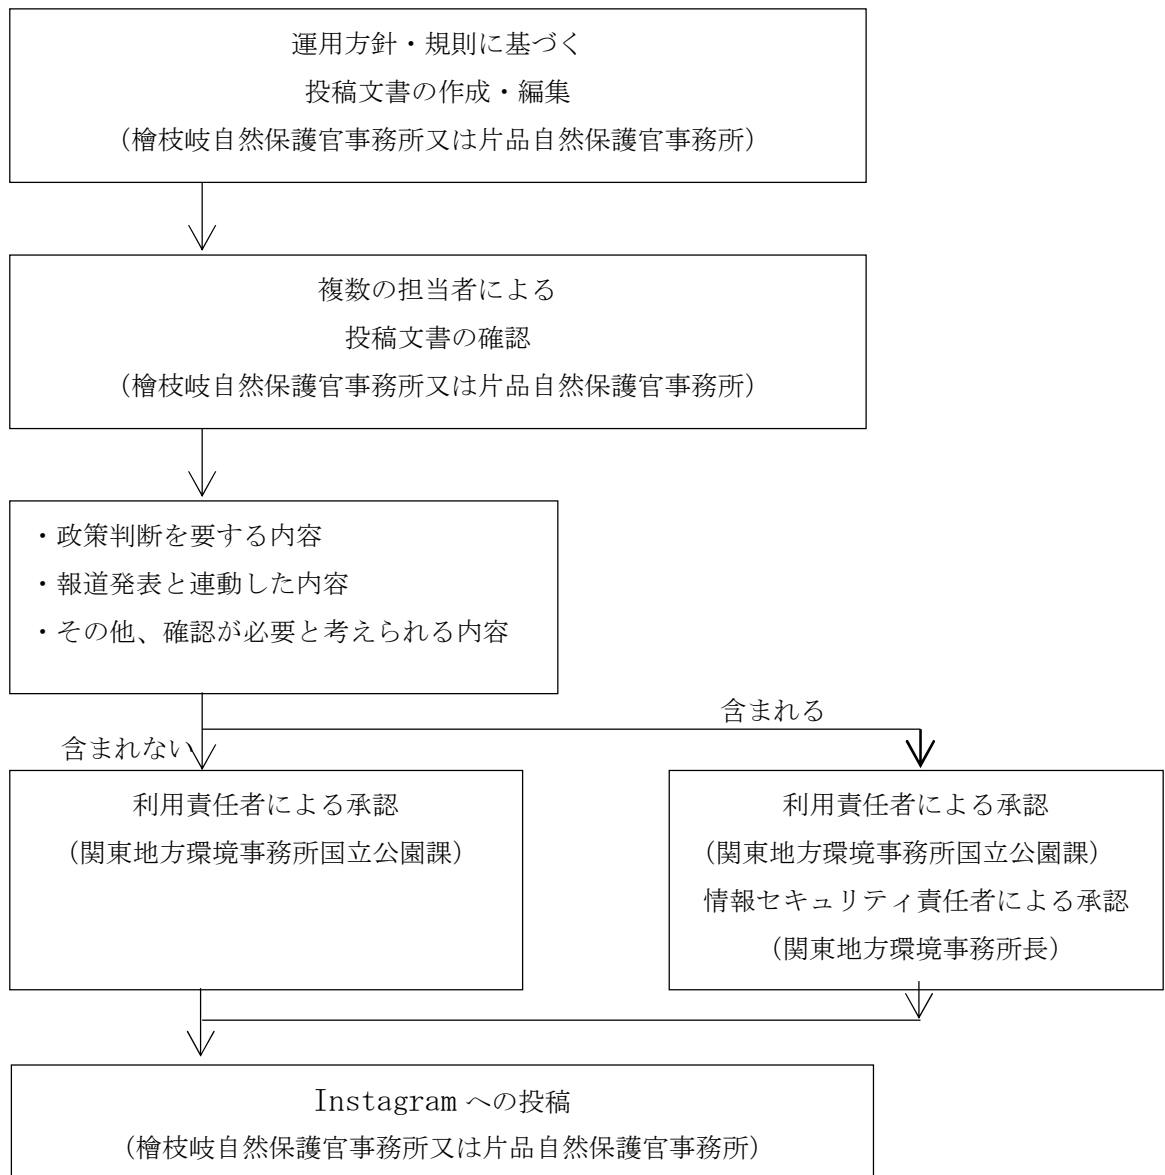 運用方針・規則に基づく
投稿文書の作成・編集
（檜枝岐自然保護官事務所又は片品自然保護官事務所）
複数の担当者による
投稿文書の確認
（檜枝岐自然保護官事務所又は片品自然保護官事務所）
・政策判断を要する内容
・報道発表と連動した内容
・その他、確認が必要と考えられる内容
含まれる
含まれない
利用責任者による承認
（関東地方環境事務所国立公園課）
利用責任者による承認
（関東地方環境事務所国立公園課）
情報セキュリティ責任者による承認
（関東地方環境事務所長）
Instagram への投稿
（檜枝岐自然保護官事務所又は片品自然保護官事務所）